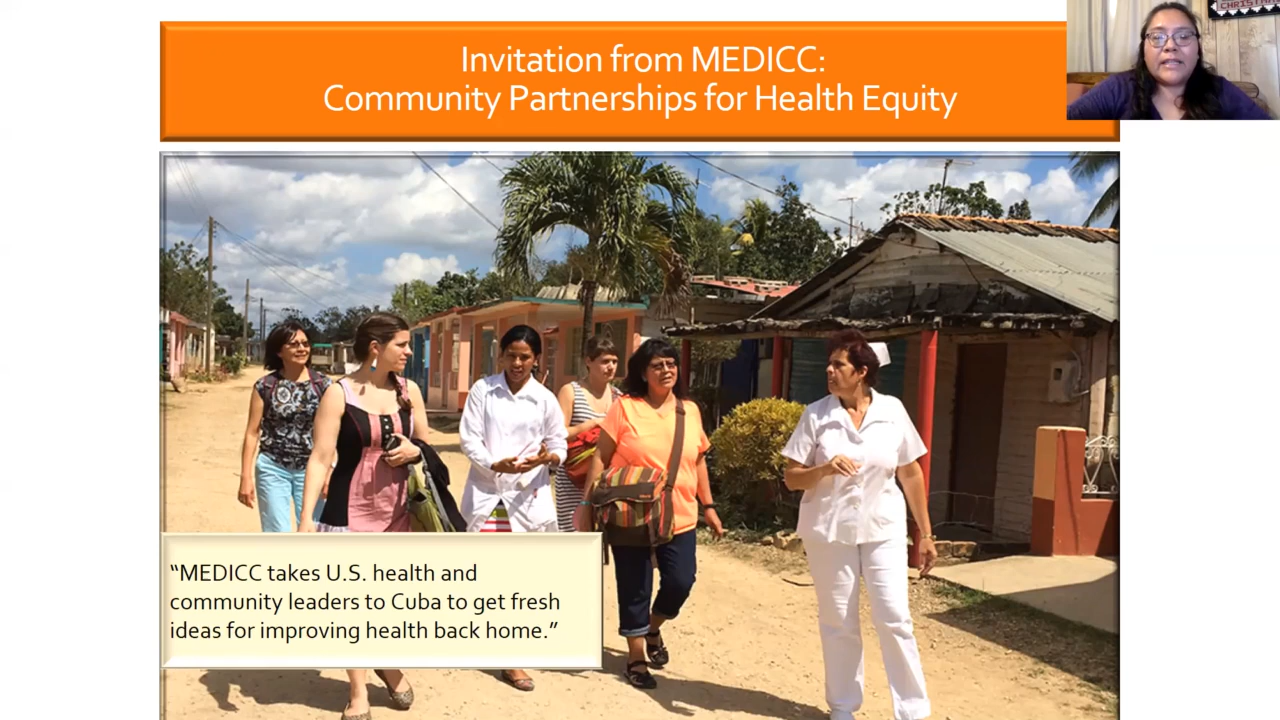 Invitation from MEDICC:
Community Partnerships for Health Equity
CHRISTMAS
“MEDICC takes U.S. health and
community leaders to Cuba to get fresh
ideas for improving health back home.”